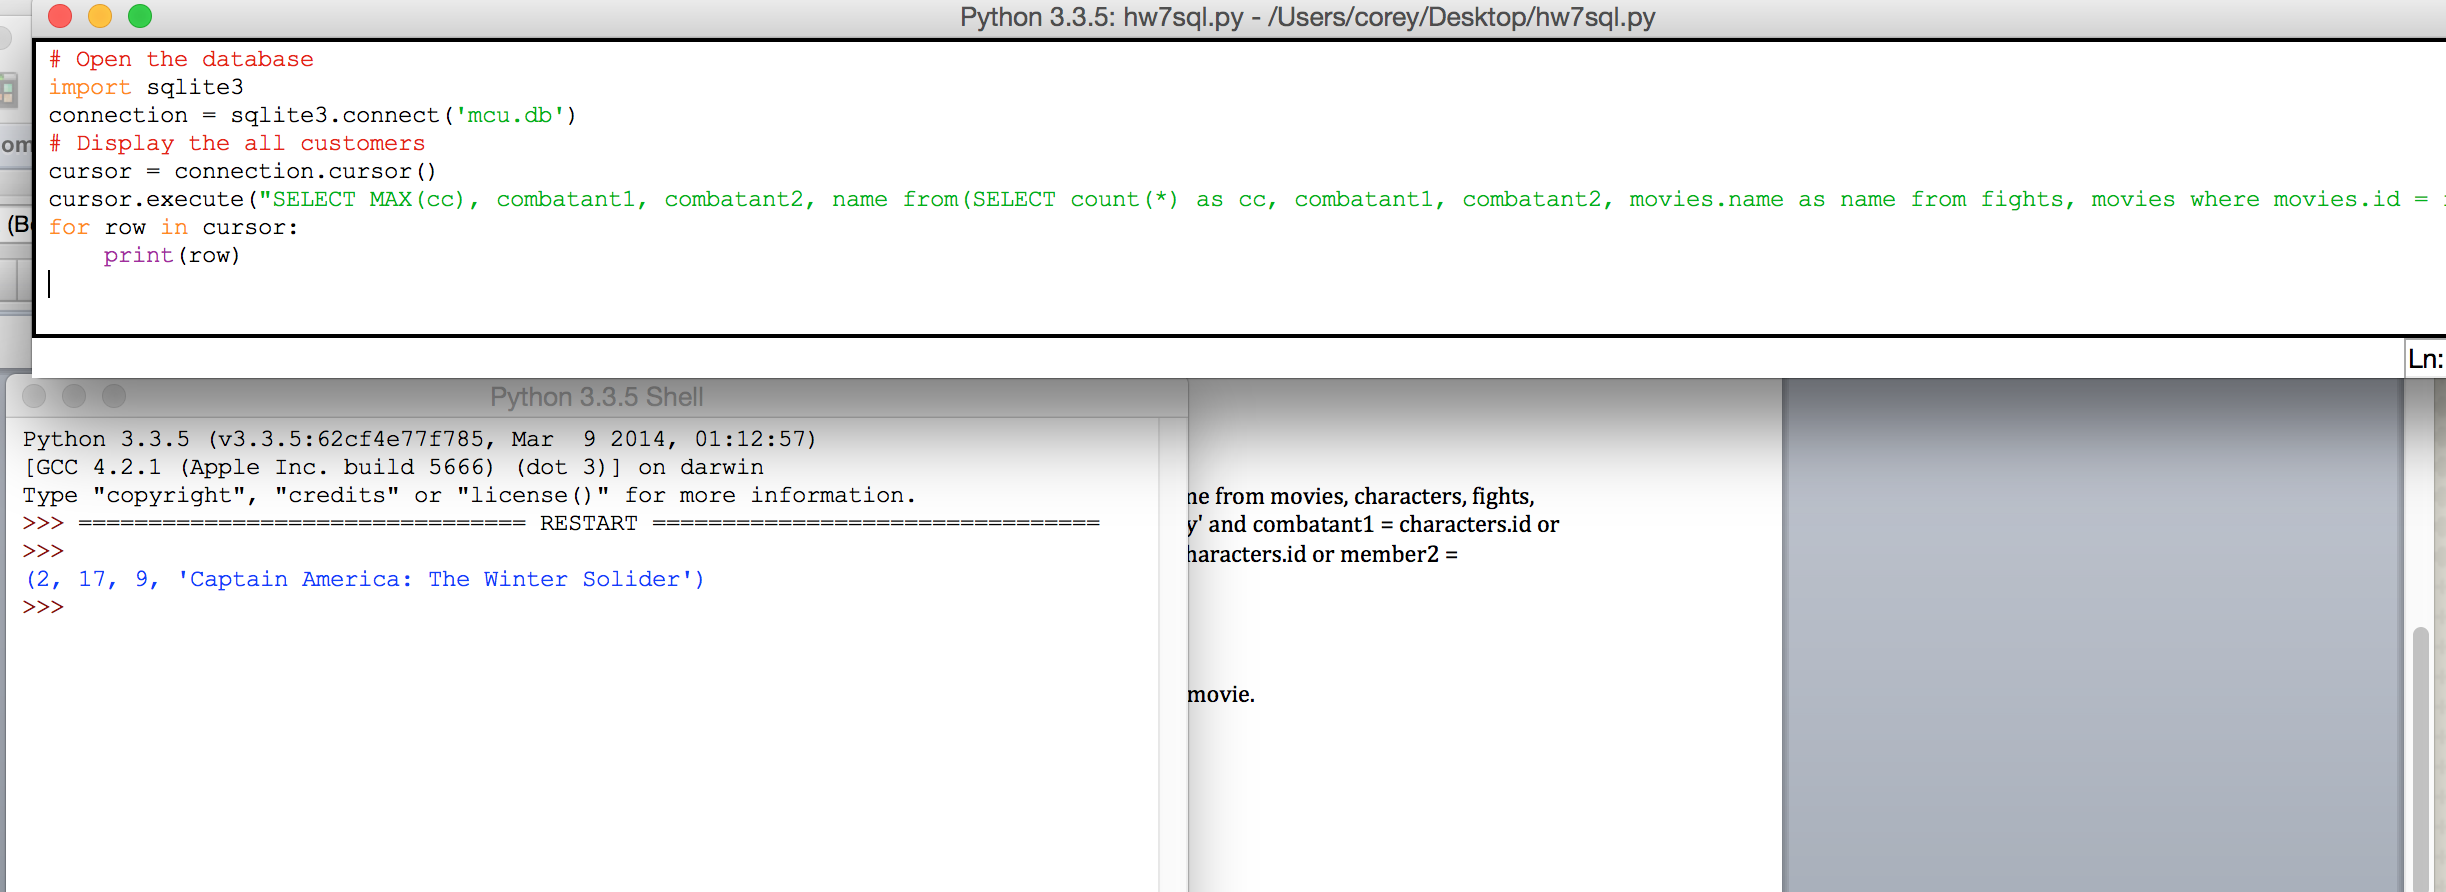 Python 3.3.5: hw7sql.py - /Users/corey/Desktop/hw7sql.py
# Open the database
import sqlite3
connection = sqlite3.connect('mcu.db')
# Display the all customers
cursor = connection.cursor()
cursor.execute("SELECT MAX(cc), combatant1, combatant2, name from(SELECT count(*) as cc, combatant1, combatant2, movies.name as name from fights, movies where movies.id =
for row in cursor:
    print(row)
om
(B
Ln:
Python 3.3.5 Shell
Python 3.3.5 (v3.3.5:62cf4e77f785, Mar  9 2014, 01:12:57)
[GCC 4.2.1 (Apple Inc. build 5666) (dot 3)] on darwin
Type "copyright", "credits" or "license()" for more information.
>>> ================================ RESTART ================================
>>>
(2, 17, 9, 'Captain America: The Winter Solider')
>>>
ne from movies, characters, fights,
y' and combatant1 = characters.id or
haracters.id or member2 =
movie.